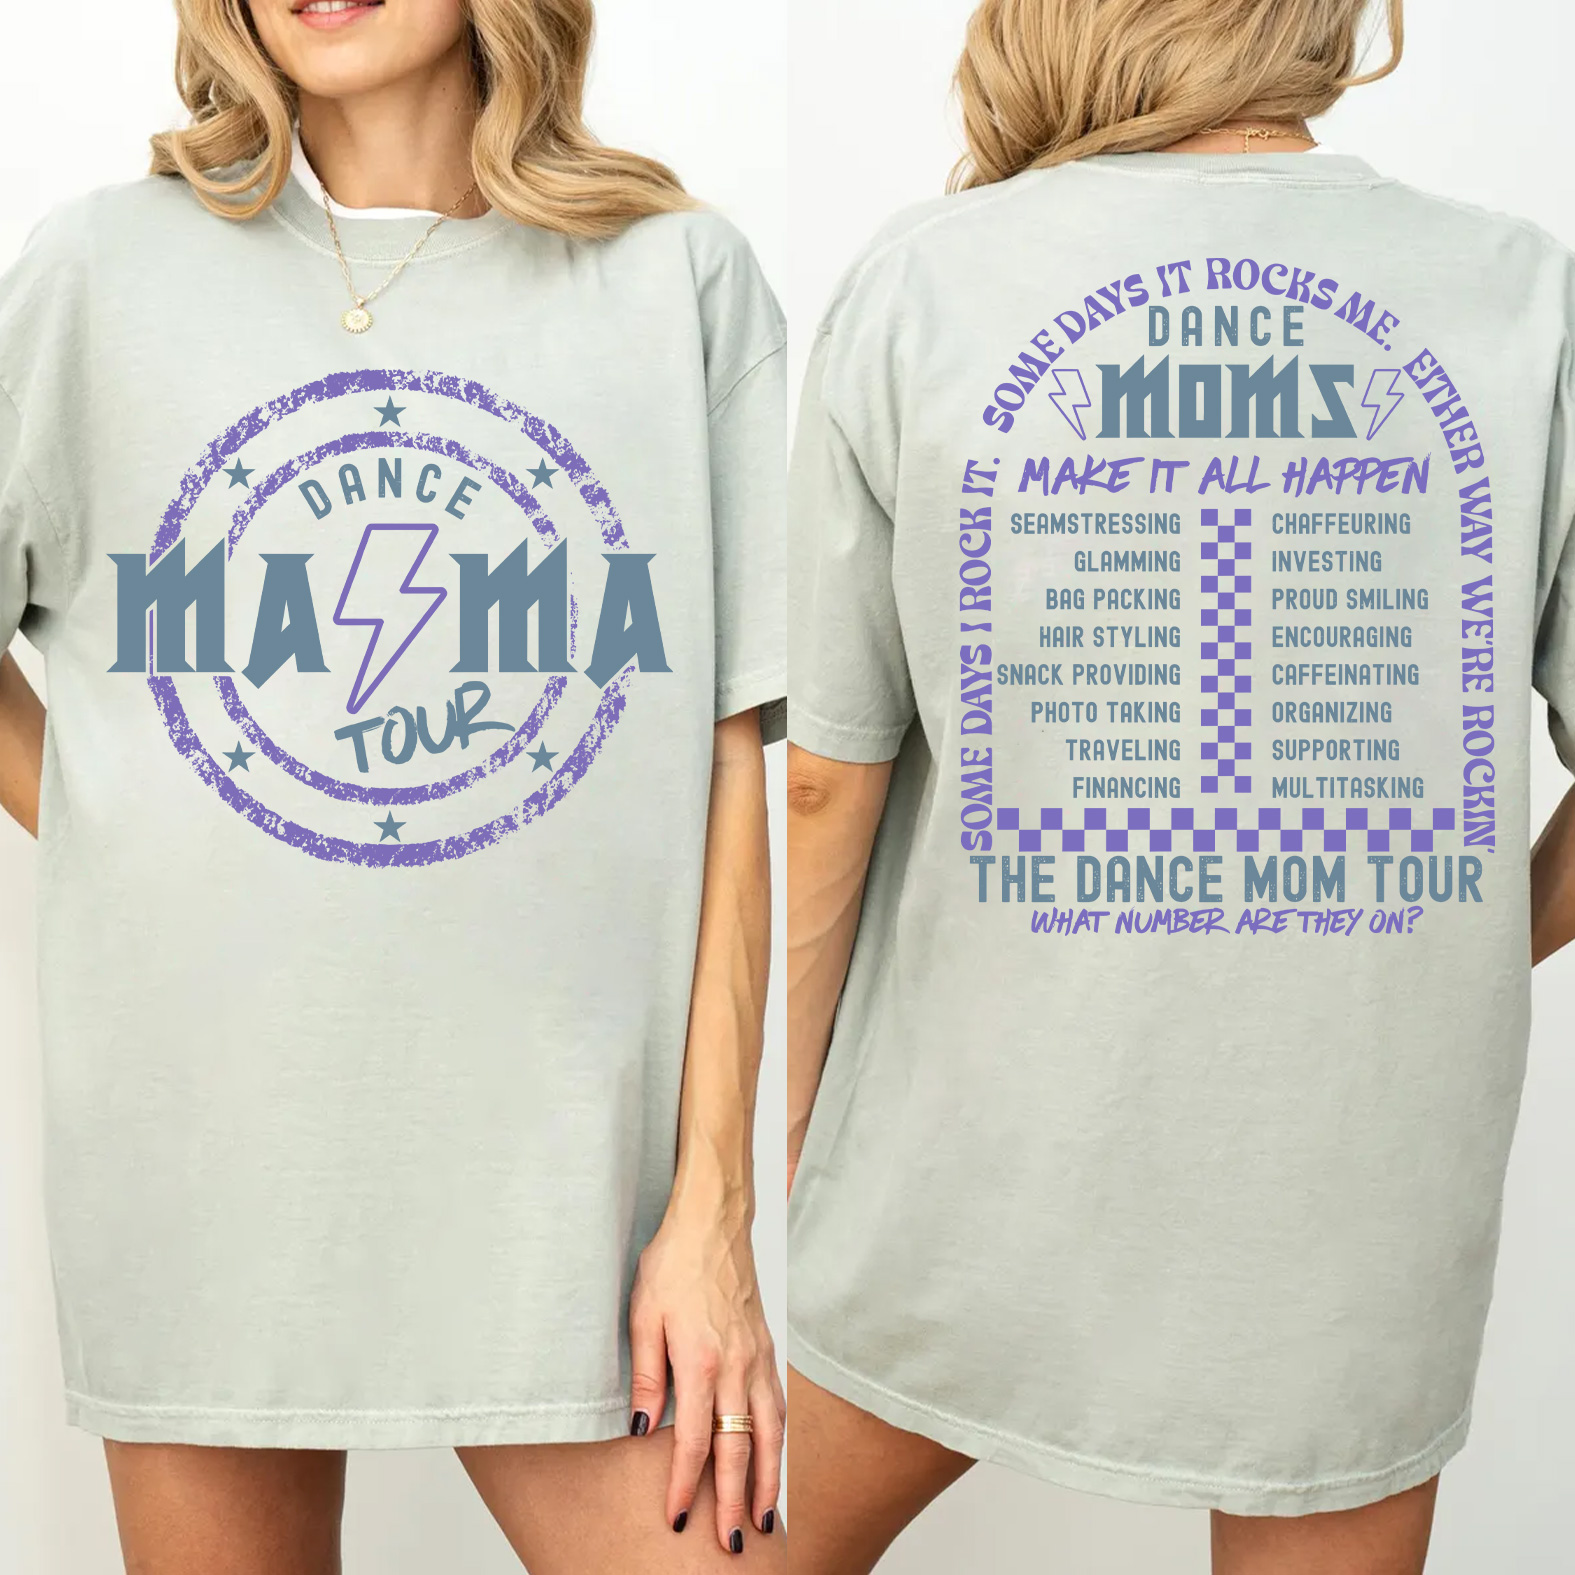 DANCE
MAMA
TOUR
SOME DAYS I ROCK IT. SOME DAYS IT ROCKS ME. EITHER WAY WE'RE ROCKIN'
DANCE
MOMS
MAKE IT ALL HAPPEN
SEAMSTRESSING CHAFFEURING
GLAMMING INVESTING
BAG PACKING PROUD SMILING
HAIR STYLING ENCOURAGING
SNACK PROVIDING CAFFEINATING
PHOTO TAKING ORGANIZING
TRAVELING SUPPORTING
FINANCING MULTITASKING
THE DANCE MOM TOUR
WHAT NUMBER ARE THEY ON?